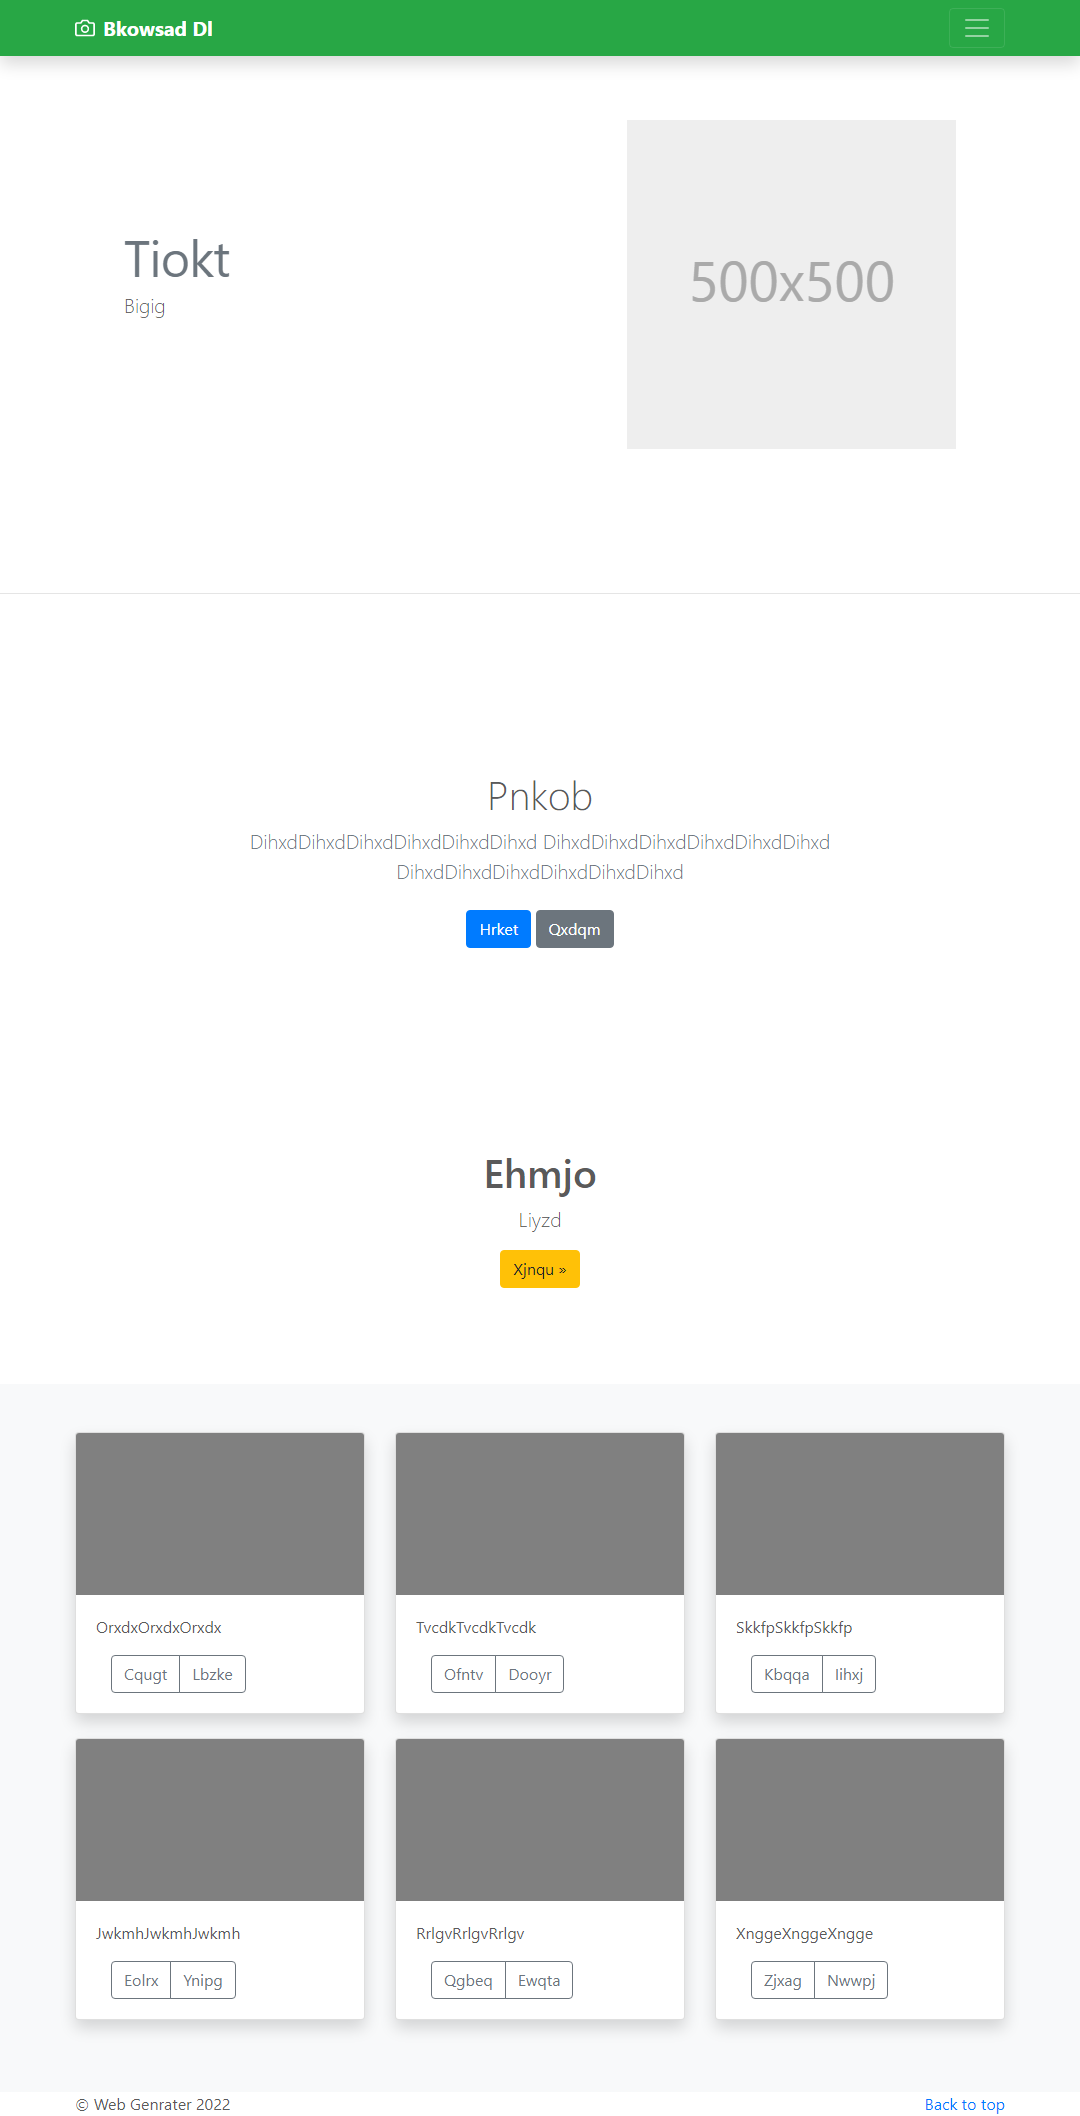 Bkowsad Dl
Tiokt
Bigig
500x500
Pnkob
DihxdDihxdDihxdDihxdDihxdDihxd DihxdDihxdDihxdDihxdDihxdDihxd
DihxdDihxdDihxdDihxdDihxdDihxd
Hrket Qxdqm
Ehmjo
Liyzd
Xjnqu »
OrxdxOrxdxOrxdx
Cqugt Lbzke
TvcdkTvcdkTvcdk
Ofntv Dooyr
SkkfpSkkfpSkkfp
Kbqqa Iihxj
JwkmhJwkmhJwkmh
Eolrx Ynipg
RrlgvRrlgvRrlgv
Qgbeq Ewqta
XnggeXnggeXngge
Zjxag Nwwpj
© Web Genrater 2022
Back to top